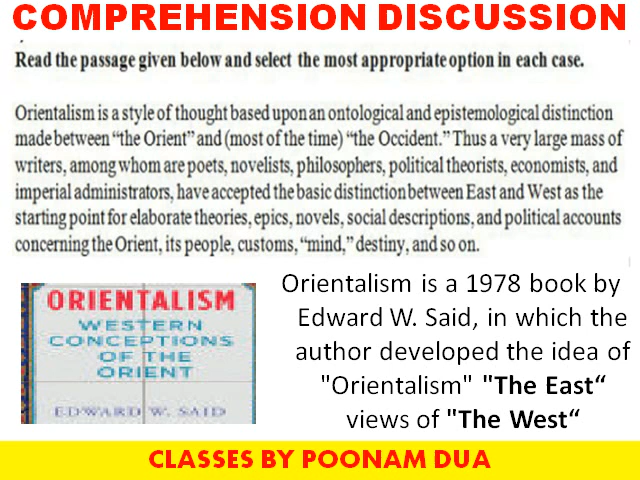 COMPREHENSION DISCUSSION
Read the passage given below and select the most appropriate option in each case.
Orientalism is a style of thought based upon an ontological and epistemological distinction
made between “the Orient” and (most of the time) “the Occident.” Thus a very large mass of
writers, among whom are poets, novelists, philosophers, political theorists, economists, and
imperial administrators, have accepted the basic distinction between East and West as the
starting point for elaborate theories, epics, novels, social descriptions, and political accounts
concerning the Orient, its people, customs, “mind,” destiny, and so on.
ORIENTALISM
WESTERN
CONCEPTIONS
OF THE
ORIENT
EDWARD W. SAID
Orientalism is a 1978 book by
Edward W. Said, in which the
author developed the idea of
"Orientalism" "The East“
views of "The West“
CLASSES BY POONAM DUA